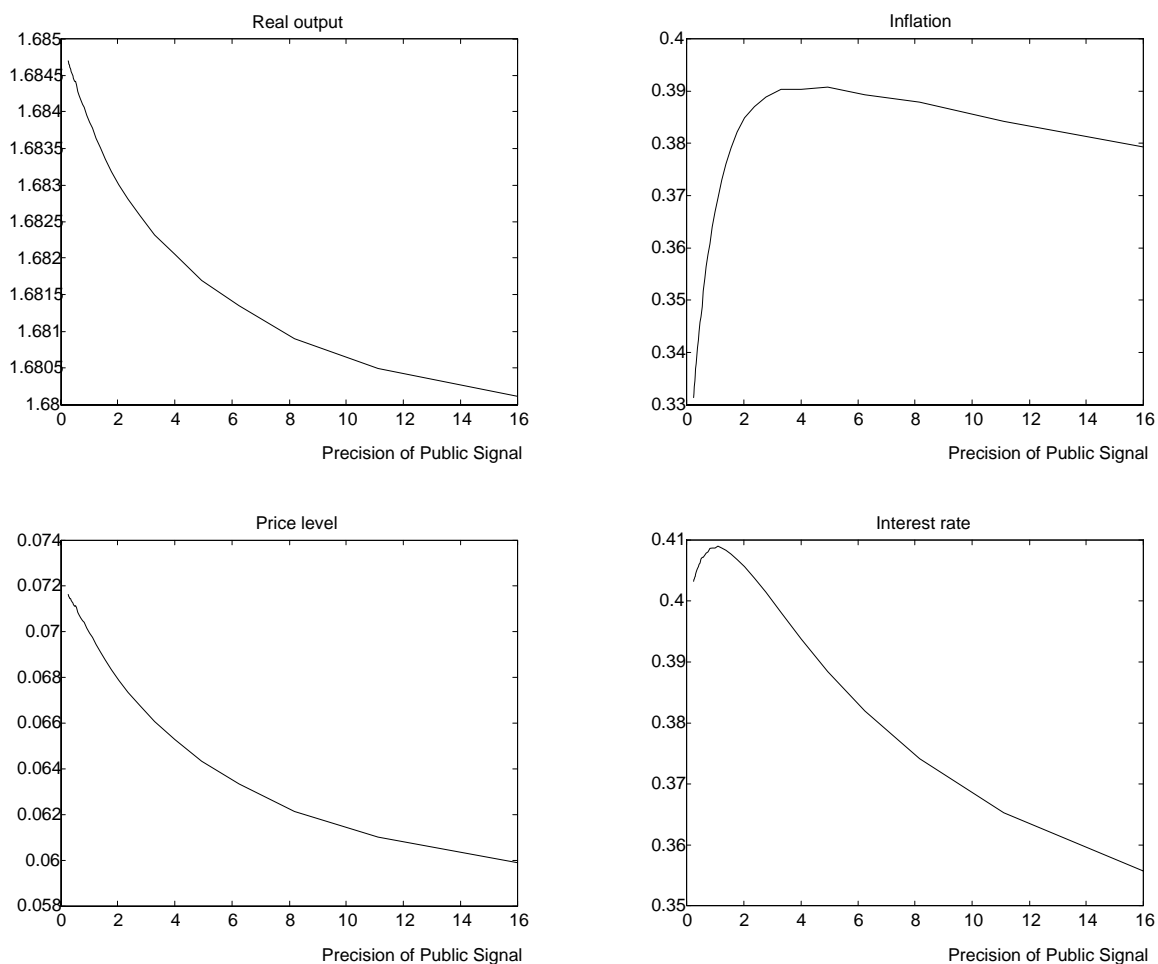 Real output
1.685
1.6845
1.684
1.6835
1.683
1.6825
1.682
1.6815
1.681
1.6805
1.68
0 2 4 6 8 10 12 14 16
Precision of Public Signal
Inflation
0.4
0.39
0.38
0.37
0.36
0.35
0.34
0.33
0 2 4 6 8 10 12 14 16
Precision of Public Signal
Price level
0.074
0.072
0.07
0.068
0.066
0.064
0.062
0.06
0.058
0 2 4 6 8 10 12 14 16
Precision of Public Signal
Interest rate
0.41
0.4
0.39
0.38
0.37
0.36
0.35
0 2 4 6 8 10 12 14 16
Precision of Public Signal